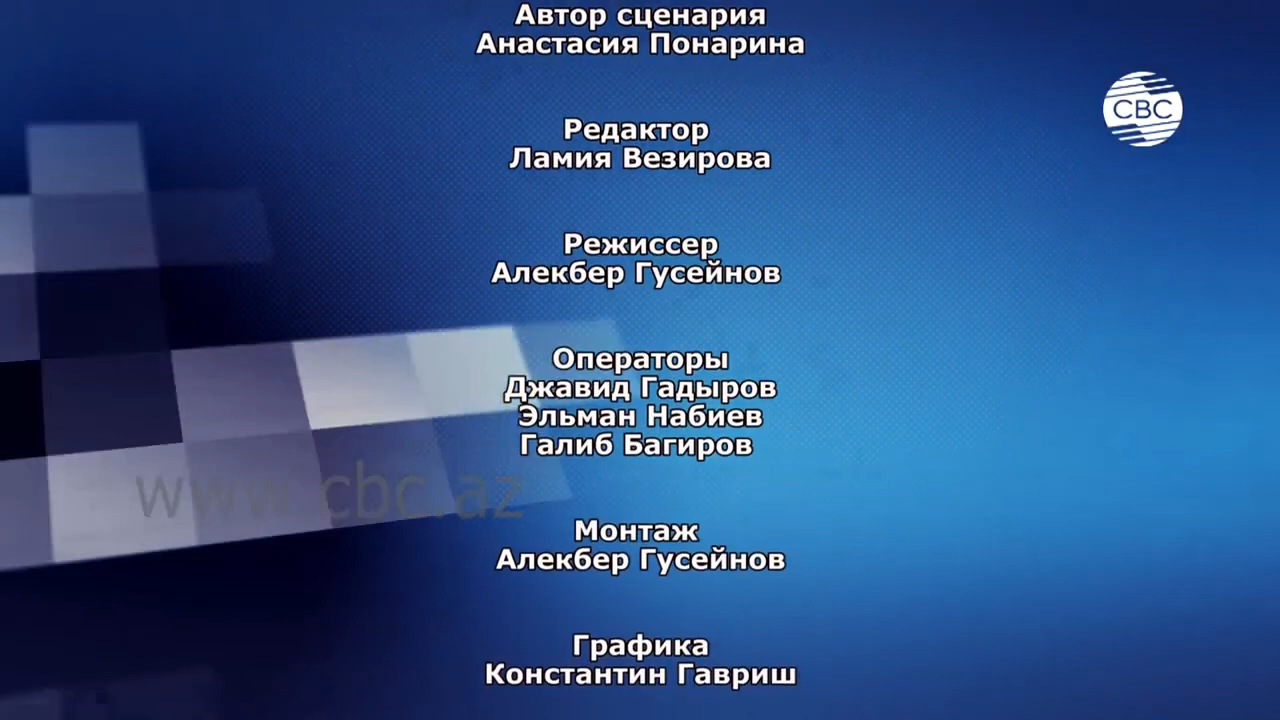 Автор сценария
Анастасия Понарина
CBC
Редактор
Ламия Везирова
Режиссер
Алекбер Гусейнов
Операторы
Джавид Гадыров
Эльман Набиев
Галиб Багиров
www.cbc.az
Монтаж
Алекбер Гусейнов
Графика
Константин Гавриш